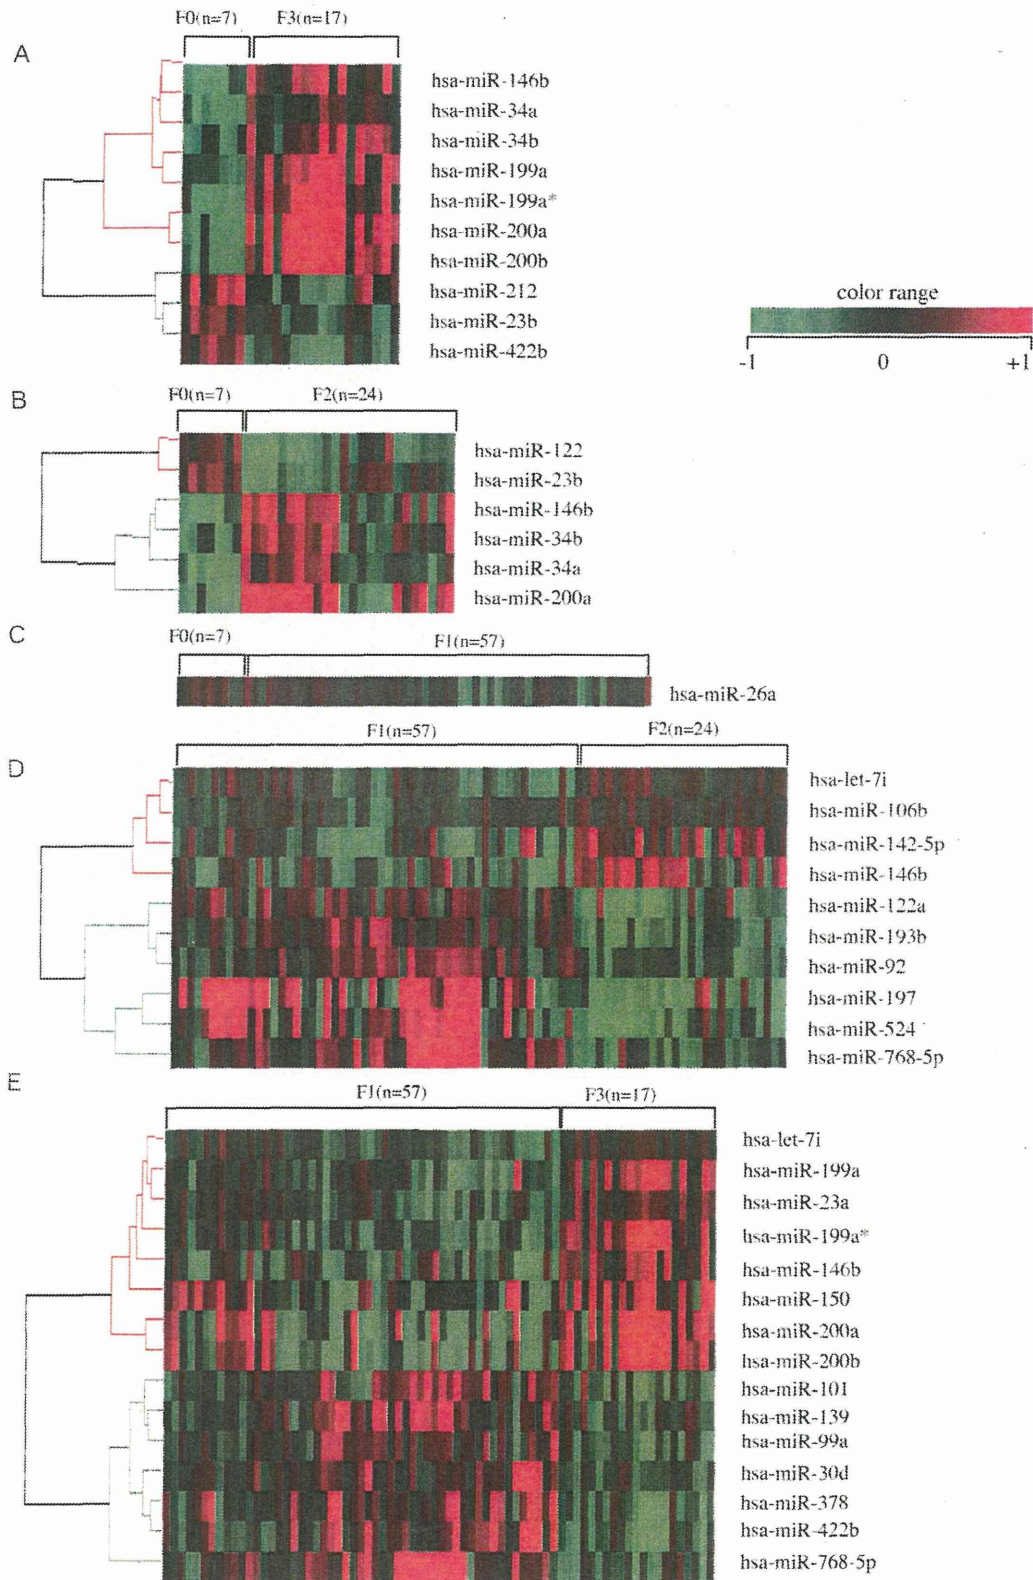 A
F0(n=7) F3(n=17)
hsa-miR-146b
hsa-miR-34a
hsa-miR-34b
hsa-miR-199a
hsa-miR-199a*
hsa-miR-200a
hsa-miR-200b
hsa-miR-212
hsa-miR-23b
hsa-miR-422b
color range
-1 0 +1
B
F0(n=7) F2(n=24)
hsa-miR-122
hsa-miR-23b
hsa-miR-146b
hsa-miR-34b
hsa-miR-34a
hsa-miR-200a
C
F0(n=7) F1(n=57)
hsa-miR-26a
D
F1(n=57) F2(n=24)
hsa-let-7i
hsa-miR-106b
hsa-miR-142-5p
hsa-miR-146b
hsa-miR-122a
hsa-miR-193b
hsa-miR-92
hsa-miR-197
hsa-miR-524
hsa-miR-768-5p
E
F1(n=57) F3(n=17)
hsa-let-7i
hsa-miR-199a
hsa-miR-23a
hsa-miR-199a*
hsa-miR-146b
hsa-miR-150
hsa-miR-200a
hsa-miR-200b
hsa-miR-101
hsa-miR-139
hsa-miR-99a
hsa-miR-30d
hsa-miR-378
hsa-miR-422b
hsa-miR-768-5p